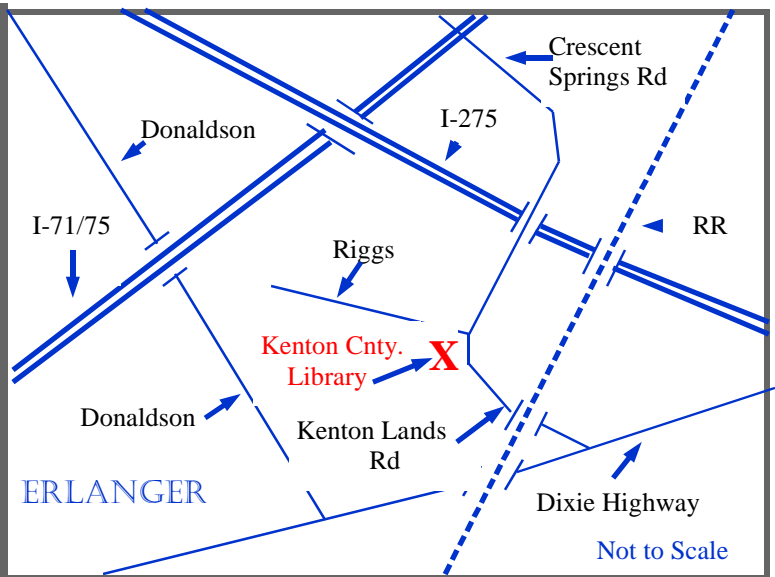 Crescent
Springs Rd
Donaldson
I-275
I-71/75
RR
Riggs
Kenton Cnty.
Library
X
Donaldson
Kenton Lands
Rd
ERLANGER
Dixie Highway
Not to Scale